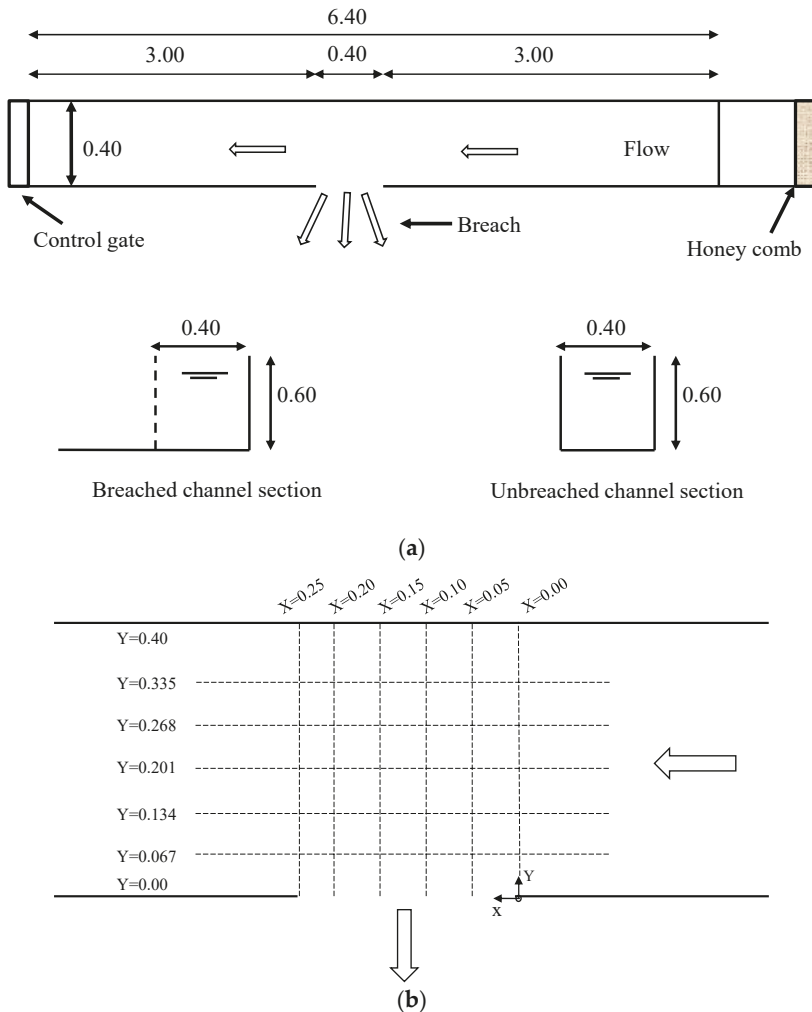 6.40
3.00 0.40 3.00
0.40
Flow
Control gate
Breach
Honey comb
0.40 0.40
0.60 0.60
Breached channel section Unbreached channel section
(a)
X=0.25 X=0.20 X=0.15 X=0.10 X=0.05 X=0.00
Y=0.40
Y=0.335
Y=0.268
Y=0.201
Y=0.134
Y=0.067
Y=0.00
Y
X
(b)